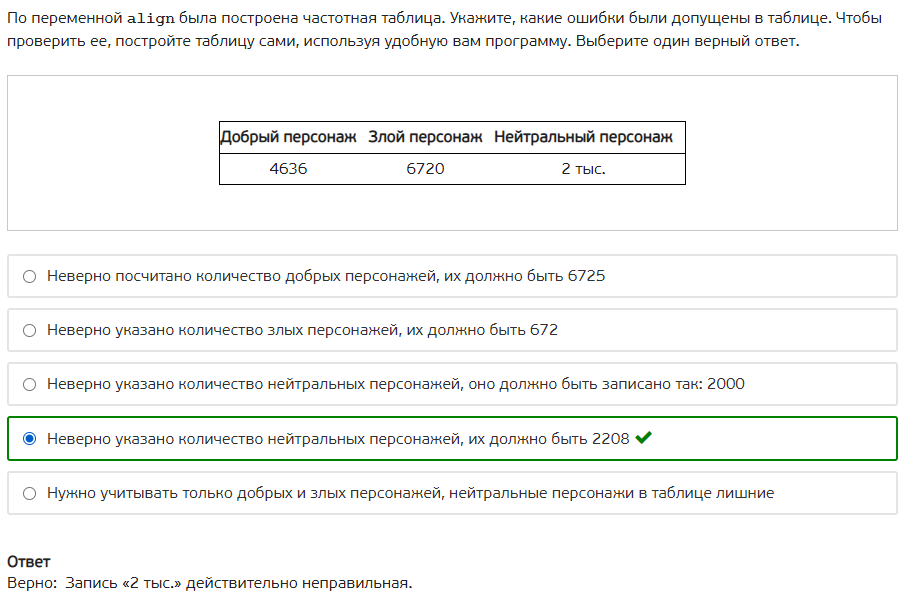 По переменной align была построена частотная таблица. Укажите, какие ошибки были допущены в таблице. Чтобы
проверить ее, постройте таблицу сами, используя удобную вам программу. Выберите один верный ответ.
Добрый персонаж Злой персонаж Нейтральный персонаж
4636 6720 2 тыс.
Неверно посчитано количество добрых персонажей, их должно быть 6725
Неверно указано количество злых персонажей, их должно быть 672
Неверно указано количество нейтральных персонажей, оно должно быть записано так: 2000
Неверно указано количество нейтральных персонажей, их должно быть 2208
Нужно учитывать только добрых и злых персонажей, нейтральные персонажи в таблице лишние
Ответ
Верно: Запись «2 тыс.» действительно неправильная.